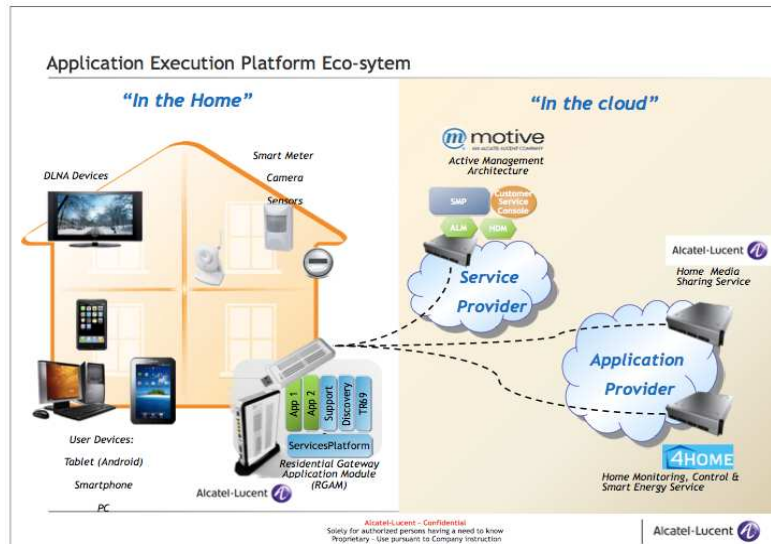 Application Execution Platform Eco-sytem
“In the Home”
“In the cloud”
motive
AN ALCATEL-LUCENT COMPANY
Active Management
Architecture
Smart Meter
Camera
Sensors
DLNA Devices
SMP
Customer
Service
Console
ALM
HDM
Service
Provider
Alcatel-Lucent
Home Media
Sharing Service
Application
Provider
App 1
App 2
Support
Discovery
TR69
ServicesPlatform
Residential Gateway
Application Module
(RGAM)
User Devices:
Tablet (Android)
Smartphone
PC
Alcatel-Lucent
4HOME
Home Monitoring, Control &
Smart Energy Service
Alcatel-Lucent - Confidential
Solely for authorized persons having a need to know
Proprietary - Use pursuant to Company instruction
Alcatel-Lucent